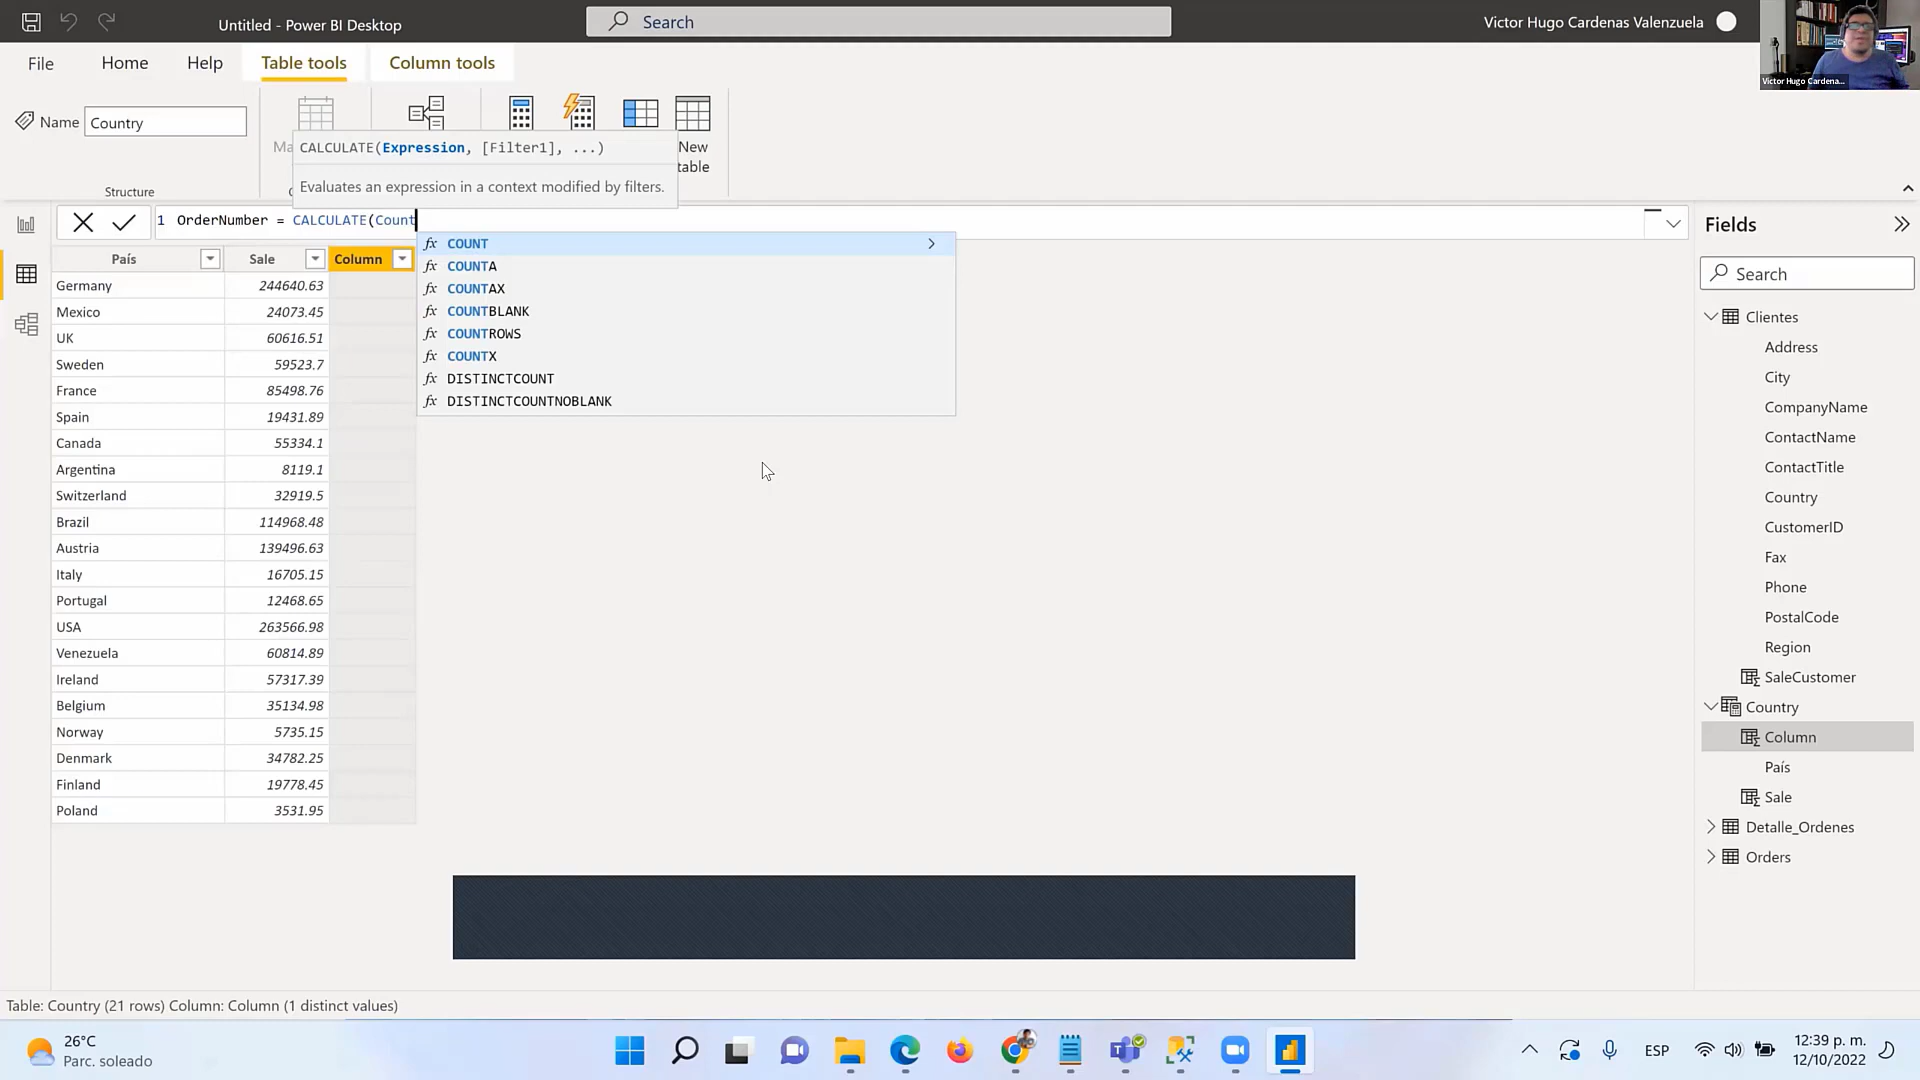 Untitled - Power BI Desktop
Search
Victor Hugo Cardenas Valenzuela
Victor Hugo Cardena...
File
Home
Help
Table tools
Column tools
Name
Country
Ma
CALCULATE(Expression, [Filter1], ...)
Evaluates an expression in a context modified by filters.
New
table
Structure
1 OrderNumber = CALCULATE(Count
COUNT
COUNTA
COUNTAX
COUNTBLANK
COUNTROWS
COUNTX
DISTINCTCOUNT
DISTINCTCOUNTNOBLANK
País Sale Column
Germany 244640.63
Mexico 24073.45
UK 60616.51
Sweden 59523.7
France 85498.76
Spain 19431.89
Canada 55334.1
Argentina 8119.1
Switzerland 32919.5
Brazil 114968.48
Austria 139496.63
Italy 16705.15
Portugal 12468.65
USA 263566.98
Venezuela 60814.89
Ireland 57317.39
Belgium 35134.98
Norway 5735.15
Denmark 34782.25
Finland 19778.45
Poland 3531.95
Fields
Search
Clientes
Address
City
CompanyName
ContactName
ContactTitle
Country
CustomerID
Fax
Phone
PostalCode
Region
SaleCustomer
Country
Column
País
Sale
Detalle_Ordenes
Orders
Table: Country (21 rows) Column: Column (1 distinct values)
26°C
Parc. soleado
ESP
12:39 p. m.
12/10/2022